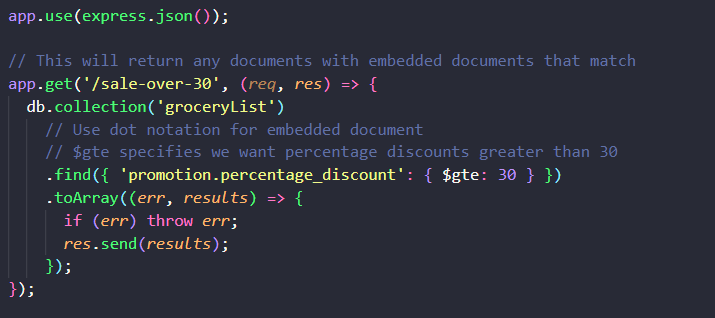 app.use(express.json());
// This will return any documents with embedded documents that match
app.get('/sale-over-30', (req, res) => {
db.collection('groceryList')
// Use dot notation for embedded document
// $gte specifies we want percentage discounts greater than 30
.find({ 'promotion.percentage_discount': { $gte: 30 } })
.toArray((err, results) => {
if (err) throw err;
res.send(results);
});
});